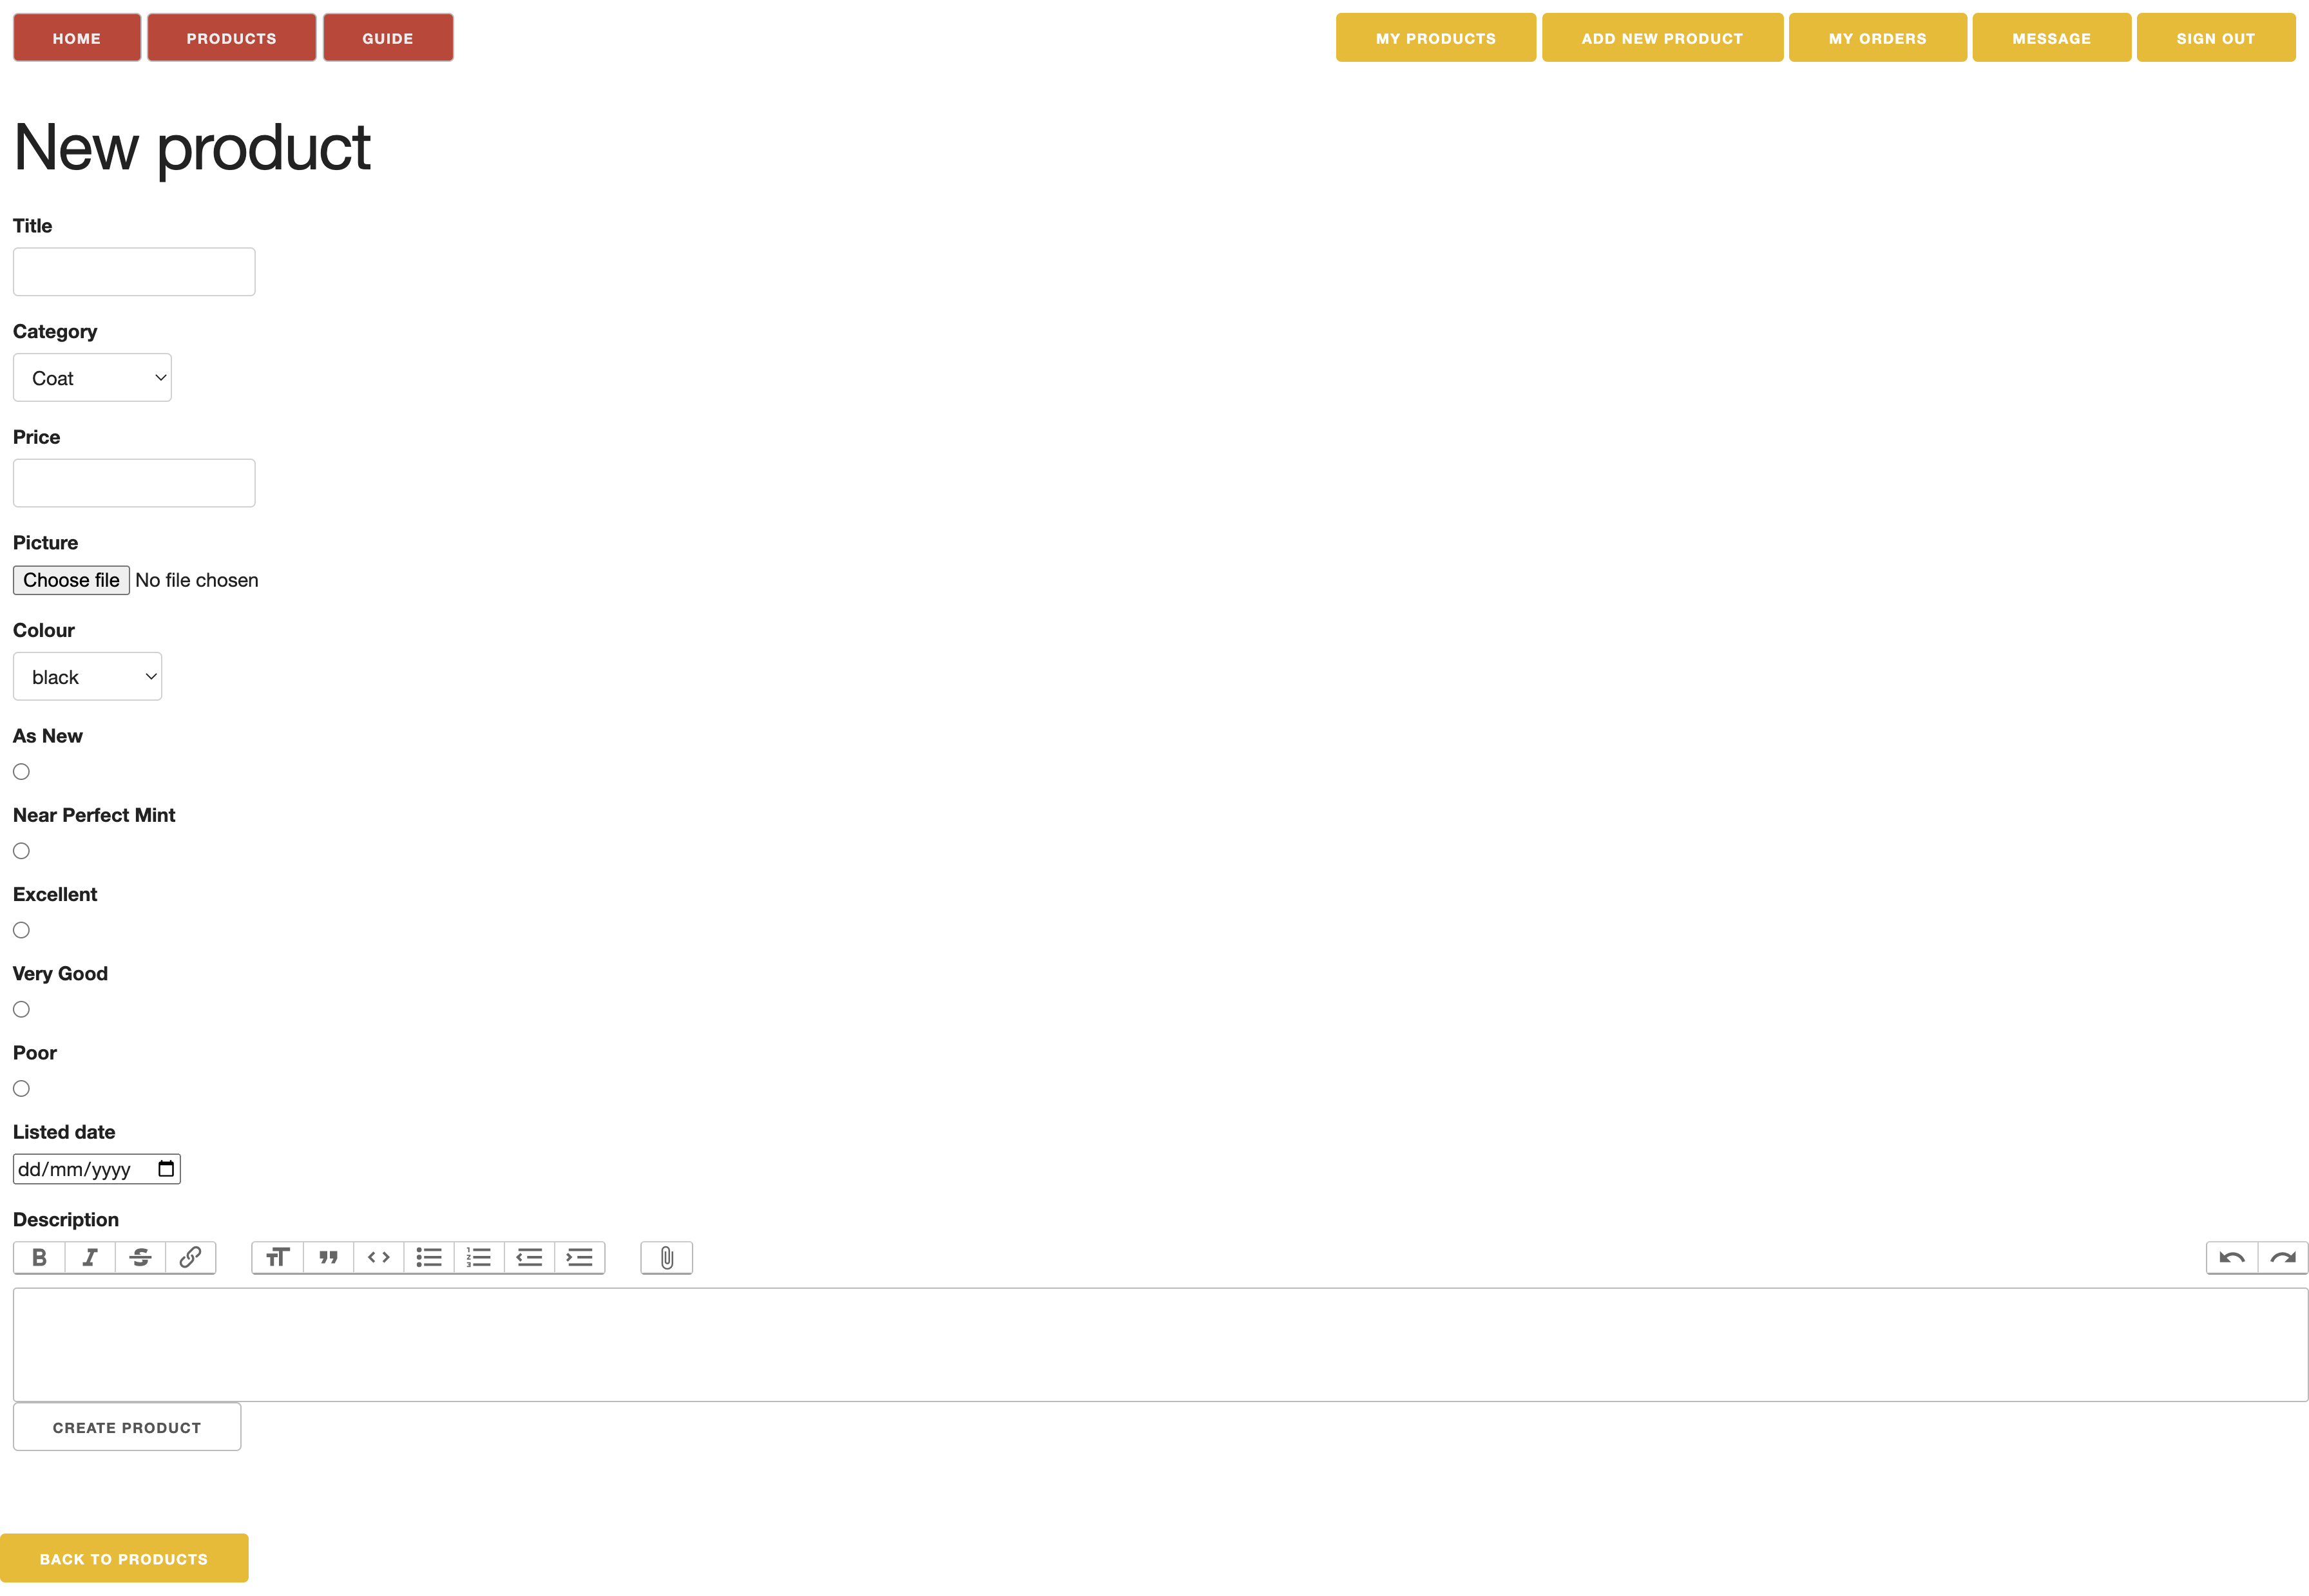 HOME PRODUCTS GUIDE MY PRODUCTS ADD NEW PRODUCT MY ORDERS MESSAGE SIGN OUT
New product
Title
Category
Coat
Price
Picture
Choose file No file chosen
Colour
black
As New
Near Perfect Mint
Excellent
Very Good
Poor
Listed date
dd/mm/yyyy
Description
CREATE PRODUCT
BACK TO PRODUCTS